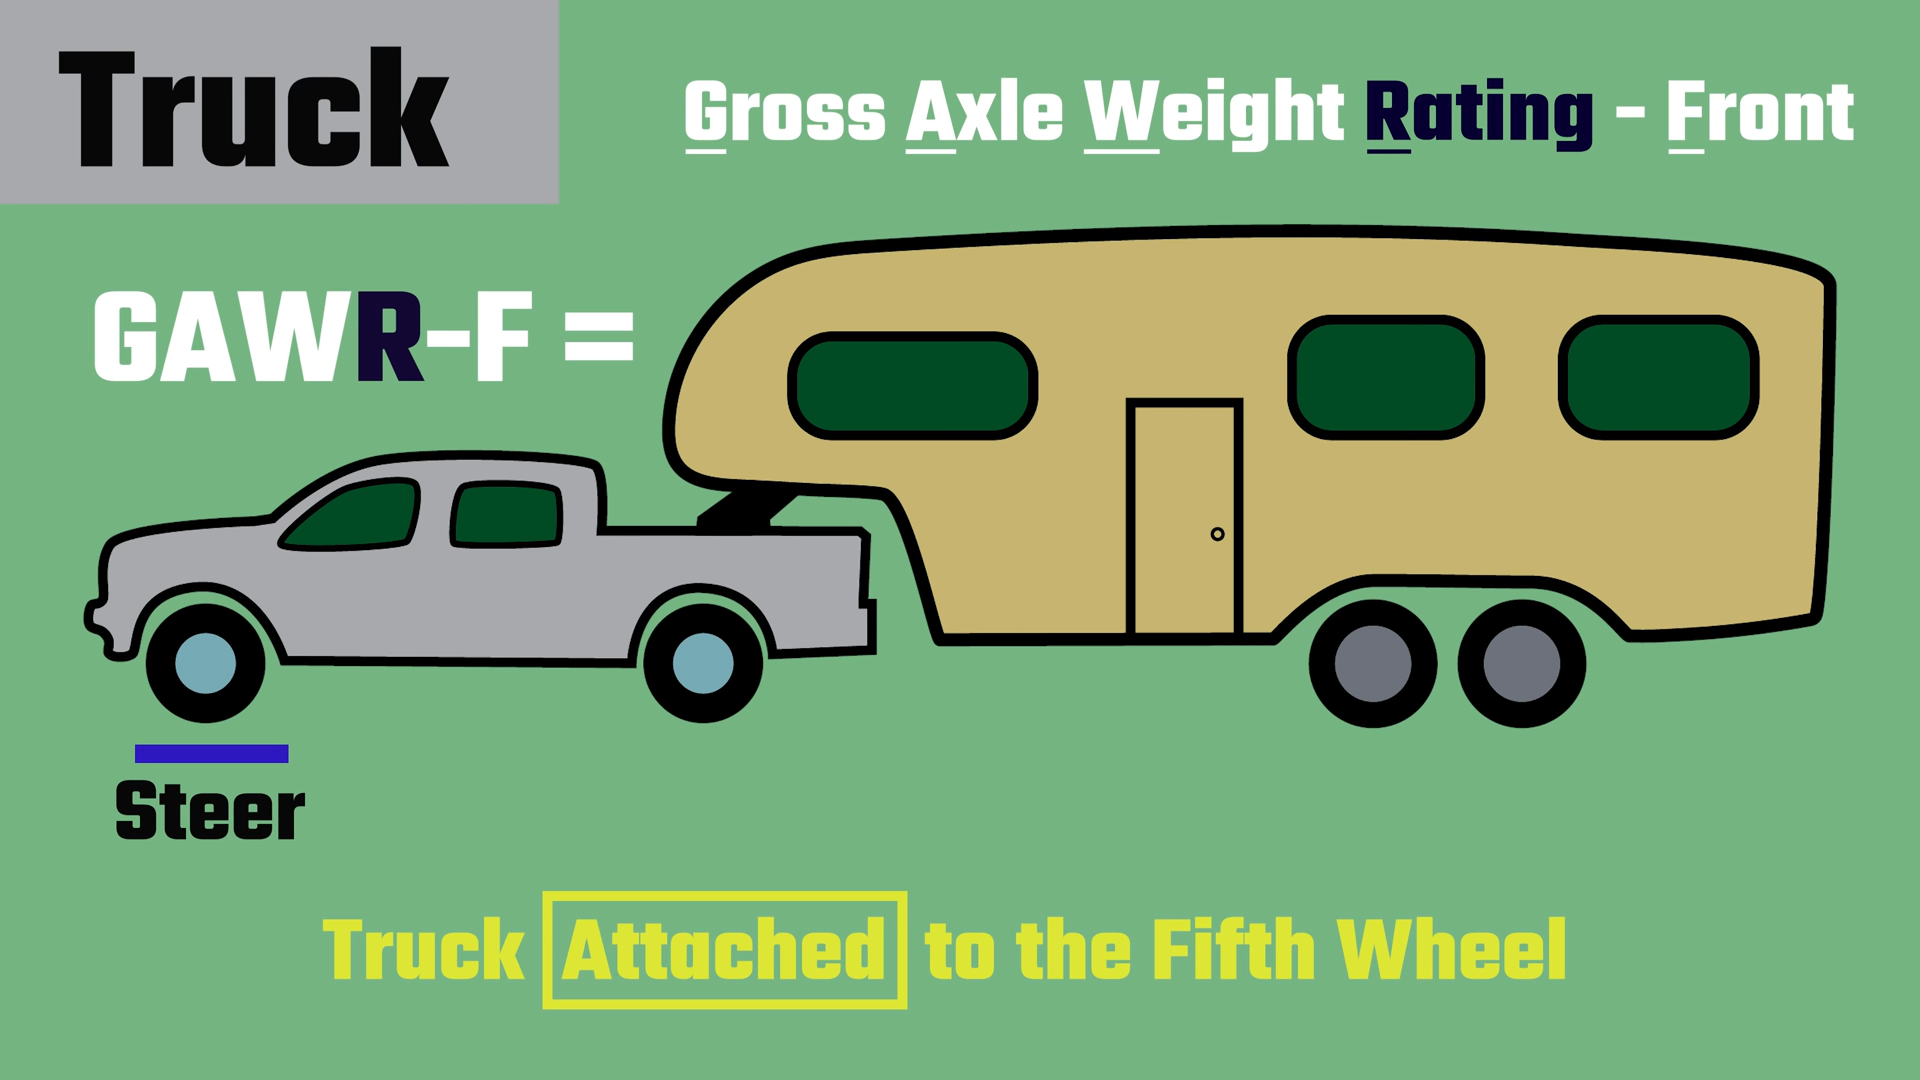 Truck
Gross Axle Weight Rating - Front
GAWR-F =
Steer
Truck Attached to the Fifth Wheel